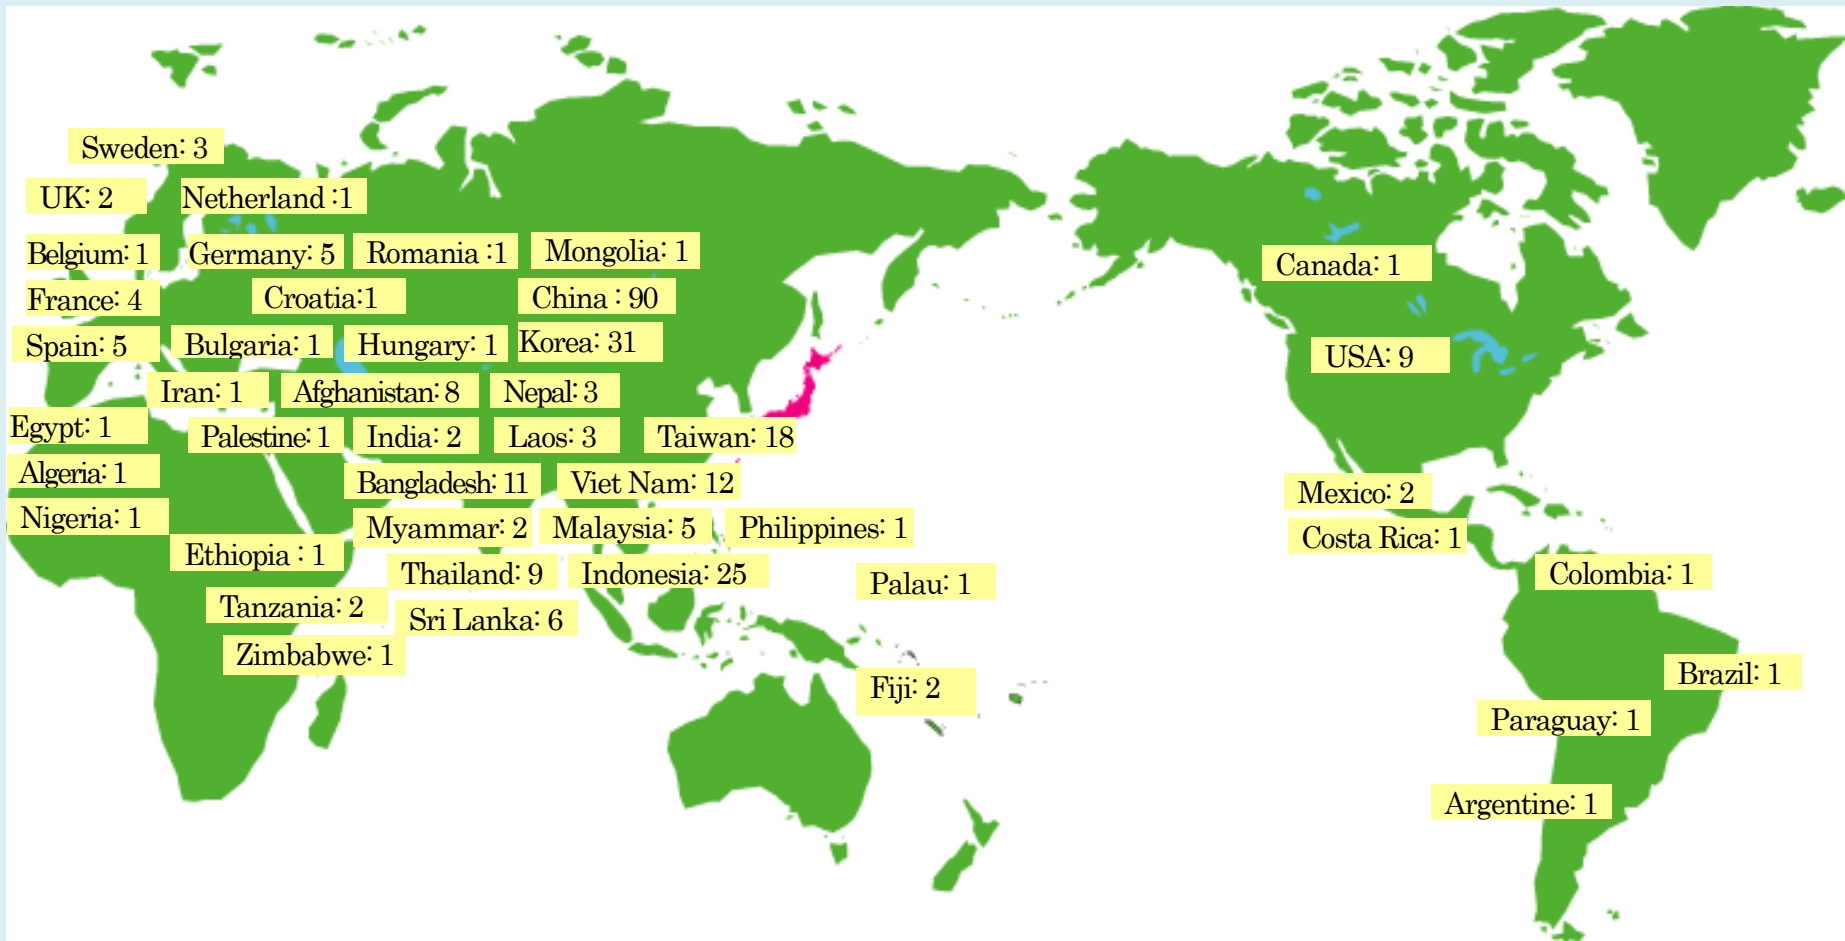 Sweden: 3
UK: 2
Netherland :1
Belgium: 1
Germany: 5
Romania :1
Mongolia: 1
Canada: 1
France: 4
Croatia:1
China : 90
Spain: 5
Bulgaria: 1
Hungary: 1
Korea: 31
USA: 9
Iran: 1
Afghanistan: 8
Nepal: 3
Egypt: 1
Palestine: 1
India: 2
Laos: 3
Taiwan: 18
Algeria: 1
Bangladesh: 11
Viet Nam: 12
Mexico: 2
Nigeria: 1
Myammar: 2
Malaysia: 5
Philippines: 1
Costa Rica: 1
Ethiopia : 1
Thailand: 9
Indonesia: 25
Palau: 1
Colombia: 1
Tanzania: 2
Sri Lanka: 6
Zimbabwe: 1
Fiji: 2
Brazil: 1
Paraguay: 1
Argentine: 1